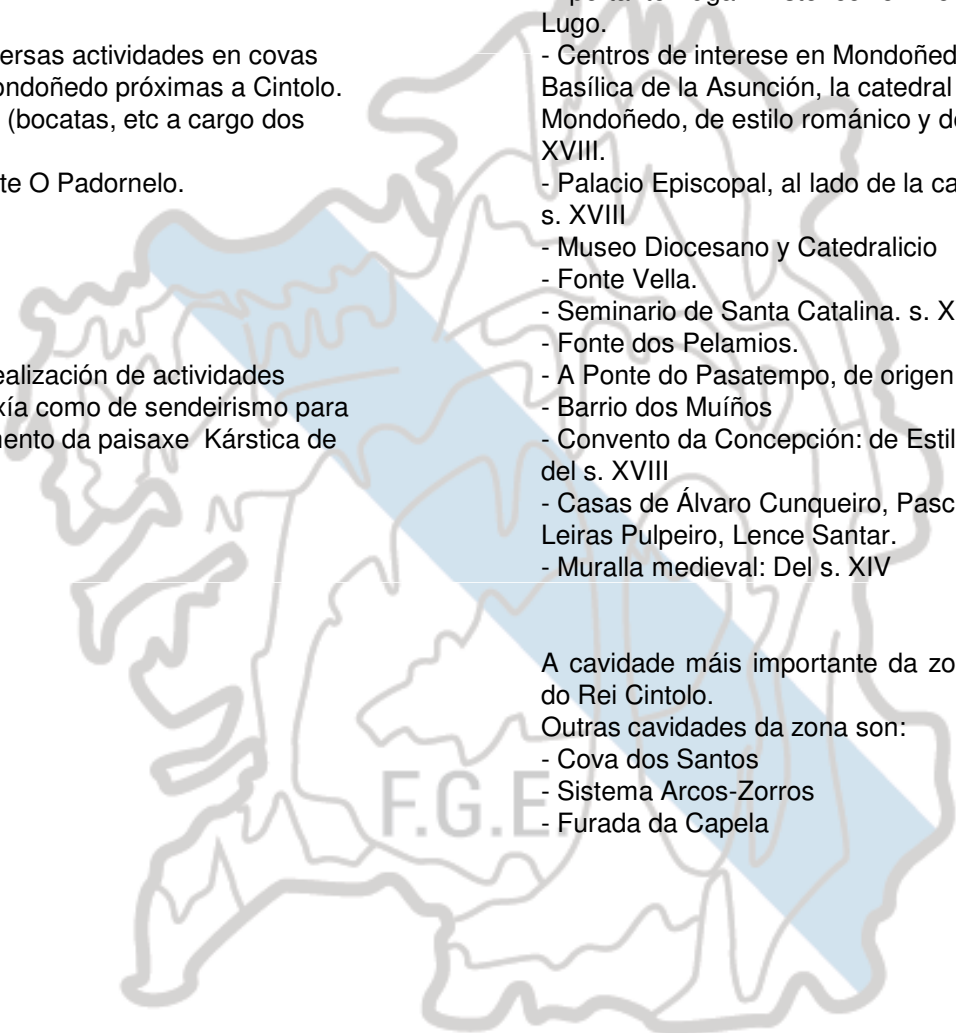 ersas actividades en covas
ondoñedo próximas a Cintolo.
(bocatas, etc a cargo dos
te O Padornelo.
ealización de actividades
xía como de sendeirismo para
ento da paisaxe Kárstica de
Lugo.
- Centros de interese en Mondoñed
Basílica de la Asunción, la catedral
Mondoñedo, de estilo románico y d
XVIII.
- Palacio Episcopal, al lado de la ca
s. XVIII
- Museo Diocesano y Catedralicio
- Fonte Vella.
- Seminario de Santa Catalina. s. X
- Fonte dos Pelamios.
- A Ponte do Pasatempo, de origen
- Barrio dos Muíños
- Convento da Concepción: de Estil
del s. XVIII
- Casas de Álvaro Cunqueiro, Pasc
Leiras Pulpeiro, Lence Santar.
- Muralla medieval: Del s. XIV
A cavidade máis importante da zo
do Rei Cintolo.
Outras cavidades da zona son:
- Cova dos Santos
- Sistema Arcos-Zorros
- Furada da Capela
F.G.E.